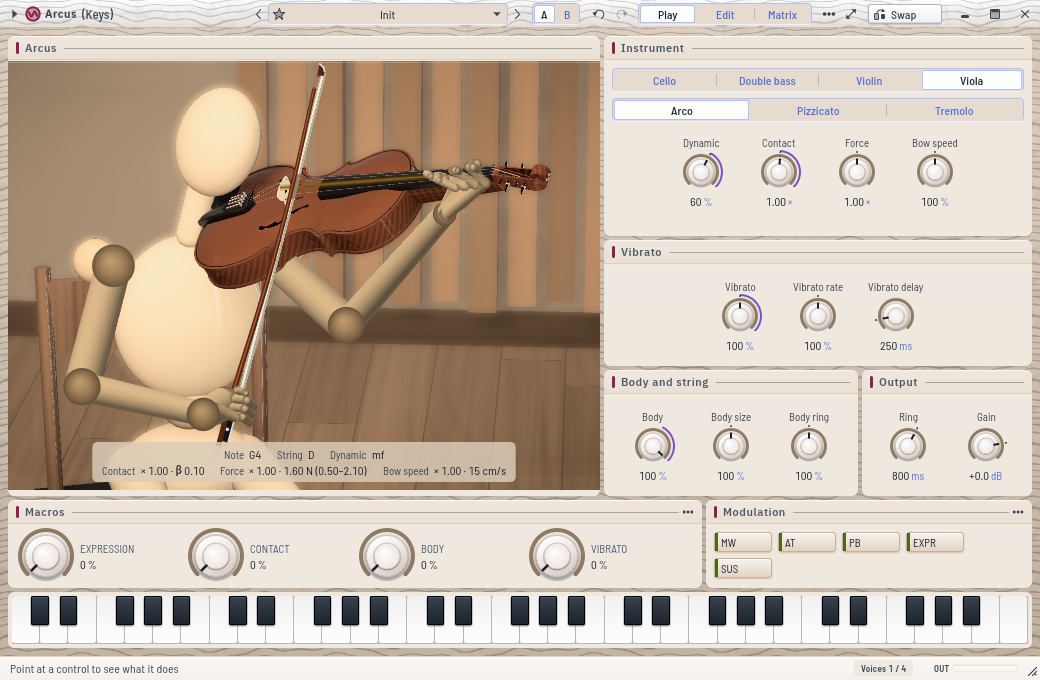 Arcus (Keys)
Init
A B
Play Edit Matrix
Swap
Arcus
Note G4 String D Dynamic mf
Contact × 1.00 · β 0.10 Force × 1.00 · 1.60 N (0.50–2.10) Bow speed × 1.00 · 15 cm/s
Instrument
Cello Double bass Violin Viola
Arco Pizzicato Tremolo
Dynamic Contact Force Bow speed
60 % 1.00 × 1.00 × 100 %
Vibrato
Vibrato Vibrato rate Vibrato delay
100 % 100 % 250 ms
Body and string
Body Body size Body ring
100 % 100 % 100 %
Output
Ring Gain
800 ms +0.0 dB
Macros
EXPRESSION CONTACT BODY VIBRATO
0 % 0 % 0 % 0 %
Modulation
MW AT PB EXPR
SUS
Point at a control to see what it does
Voices 1 / 4 OUT